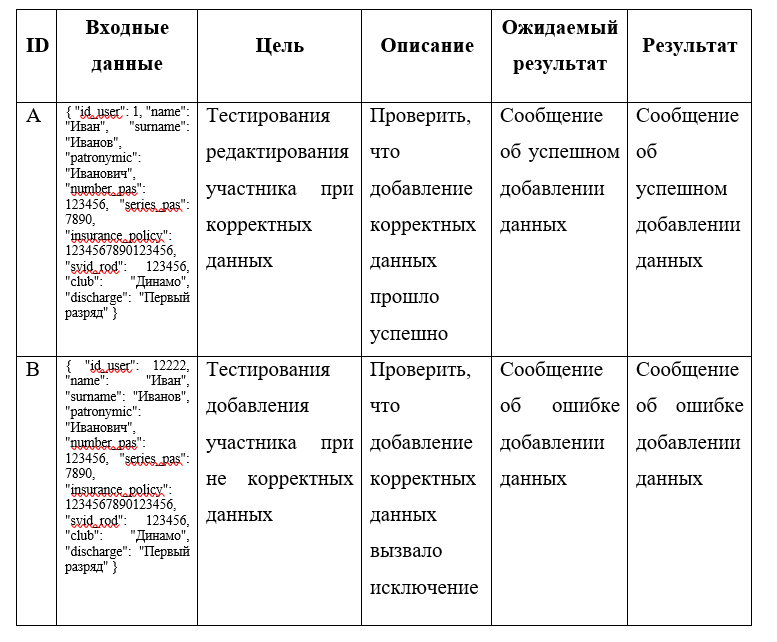 ID
Входные
данные
Цель
Описание
Ожидаемый
результат
Результат
A
{ "id_user": 1, "name":
"Иван", "surname":
"Иванов",
"patronymic":
"Иванович",
"number_pas":
123456, "series_pas":
7890,
"insurance_policy":
1234567890123456,
"svid_rod": 123456,
"club": "Динамо",
"discharge": "Первый
разряд" }
Тестирования
редактирования
участника при
корректных
данных
Проверить,
что
добавление
корректных
данных
прошло
успешно
Сообщение
об успешном
добавлении
данных
Сообщение
об
успешном
добавлении
данных
B
{ "id_user": 12222,
"name": "Иван",
"surname": "Иванов",
"patronymic":
"Иванович",
"number_pas":
123456, "series_pas":
7890,
"insurance_policy":
1234567890123456,
"svid_rod": 123456,
"club": "Динамо",
"discharge": "Первый
разряд" }
Тестирования
добавления
участника при
не корректных
данных
Проверить,
что
добавление
корректных
данных
вызвало
исключение
Сообщение
об ошибке
добавлении
данных
Сообщение
об ошибке
добавлении
данных